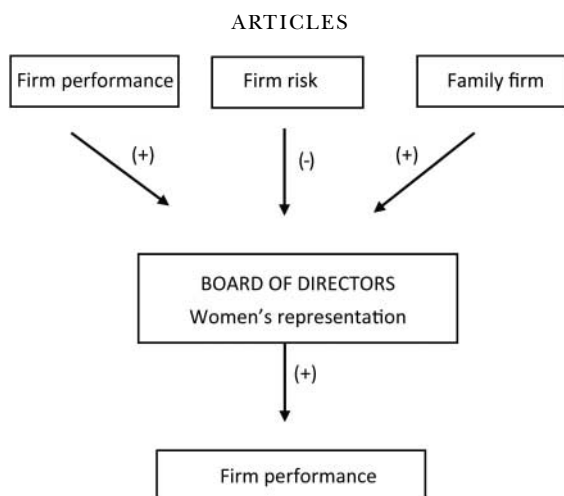 ARTICLES
Firm performance
Firm risk
Family firm
(+)
(-)
(+)
BOARD OF DIRECTORS
Women's representation
(+)
Firm performance